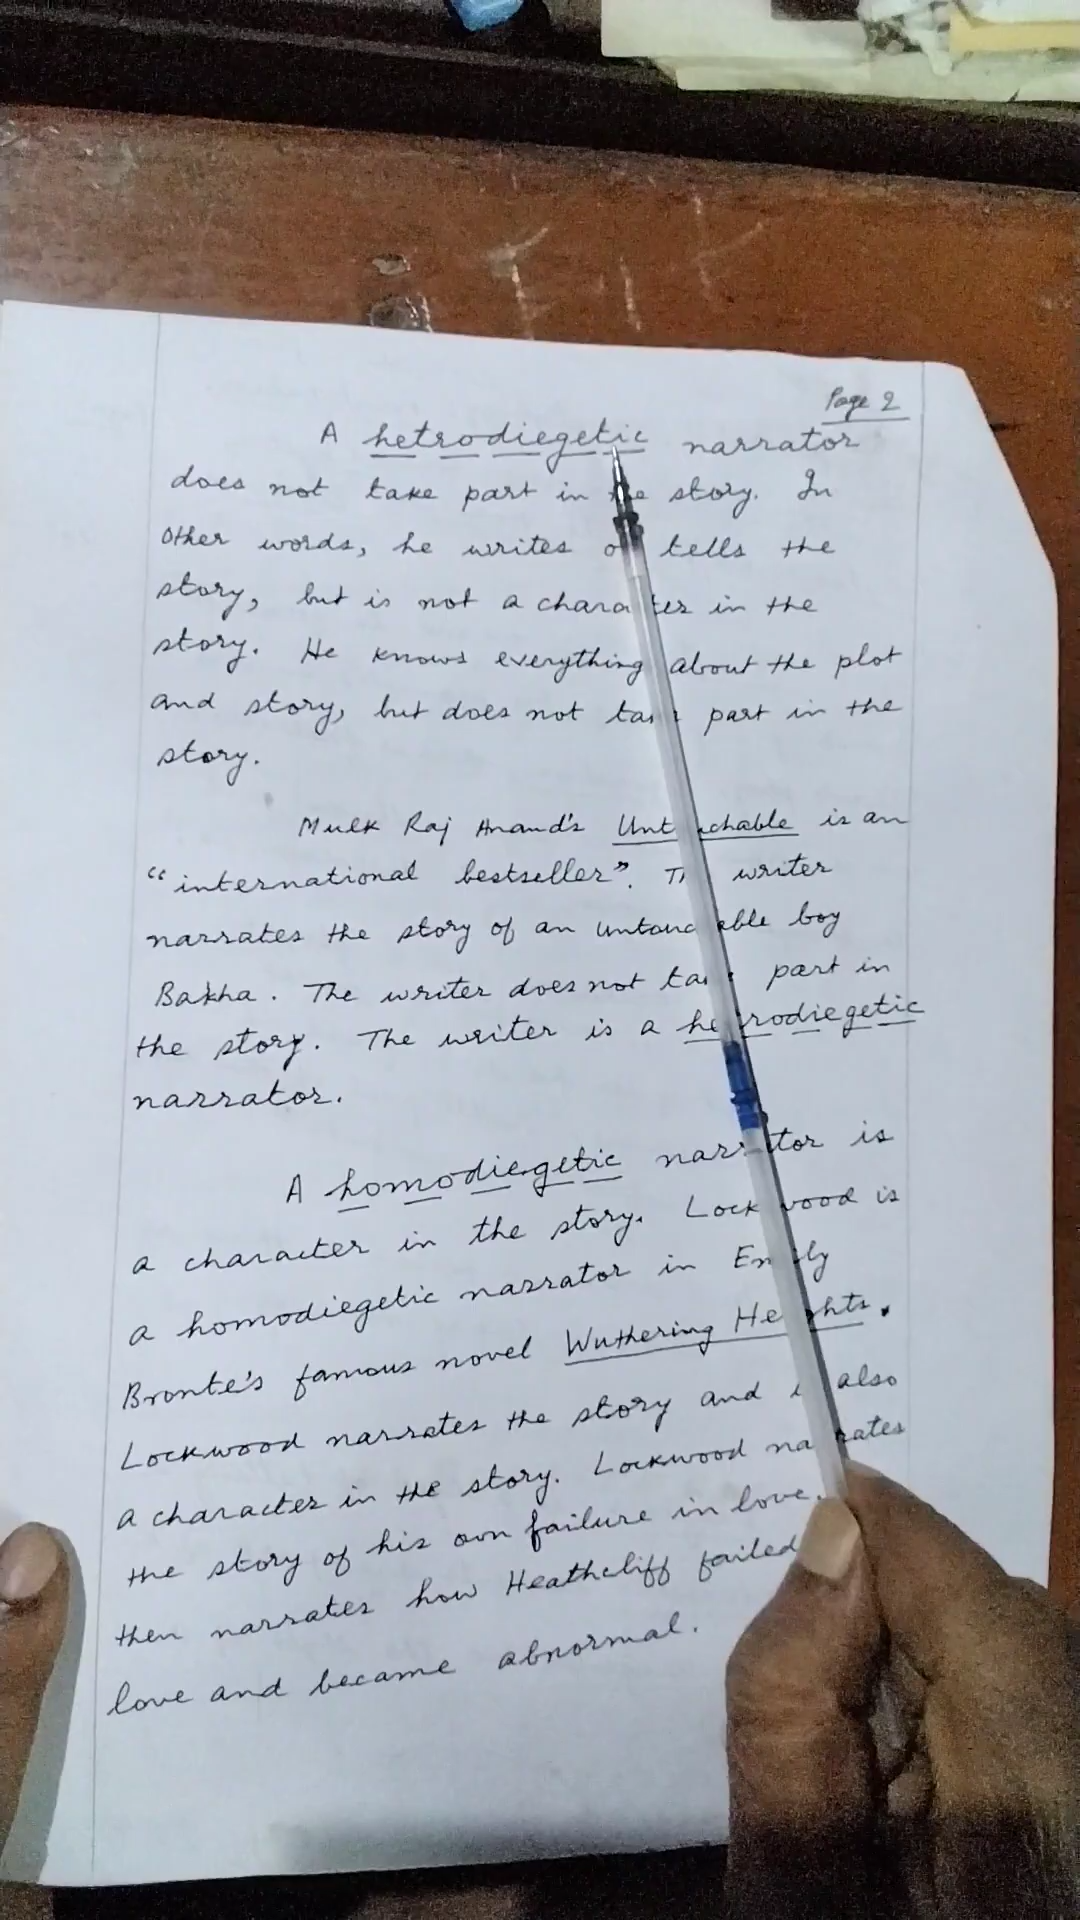 Page 2
A hetrodiegetic narrator
does not take part in the story. In
other words, he writes or tells the
story, but is not a character in the
story. He knows everything about the plot
and story, but does not take part in the
story.
Mulk Raj Anand's Untouchable is an
"international bestseller". The writer
narrates the story of an untouchable boy
Bakha. The writer does not take part in
the story. The writer is a hetrodiegetic
narrator.
A homodiegetic narrator is
a character in the story. Lockwood is
a homodiegetic narrator in Emily
Bronte's famous novel Wuthering Heights.
Lockwood narrates the story and is also
a character in the story. Lockwood narrates
the story of his own failure in love.
then narrates how Heathcliff failed
love and became abnormal.